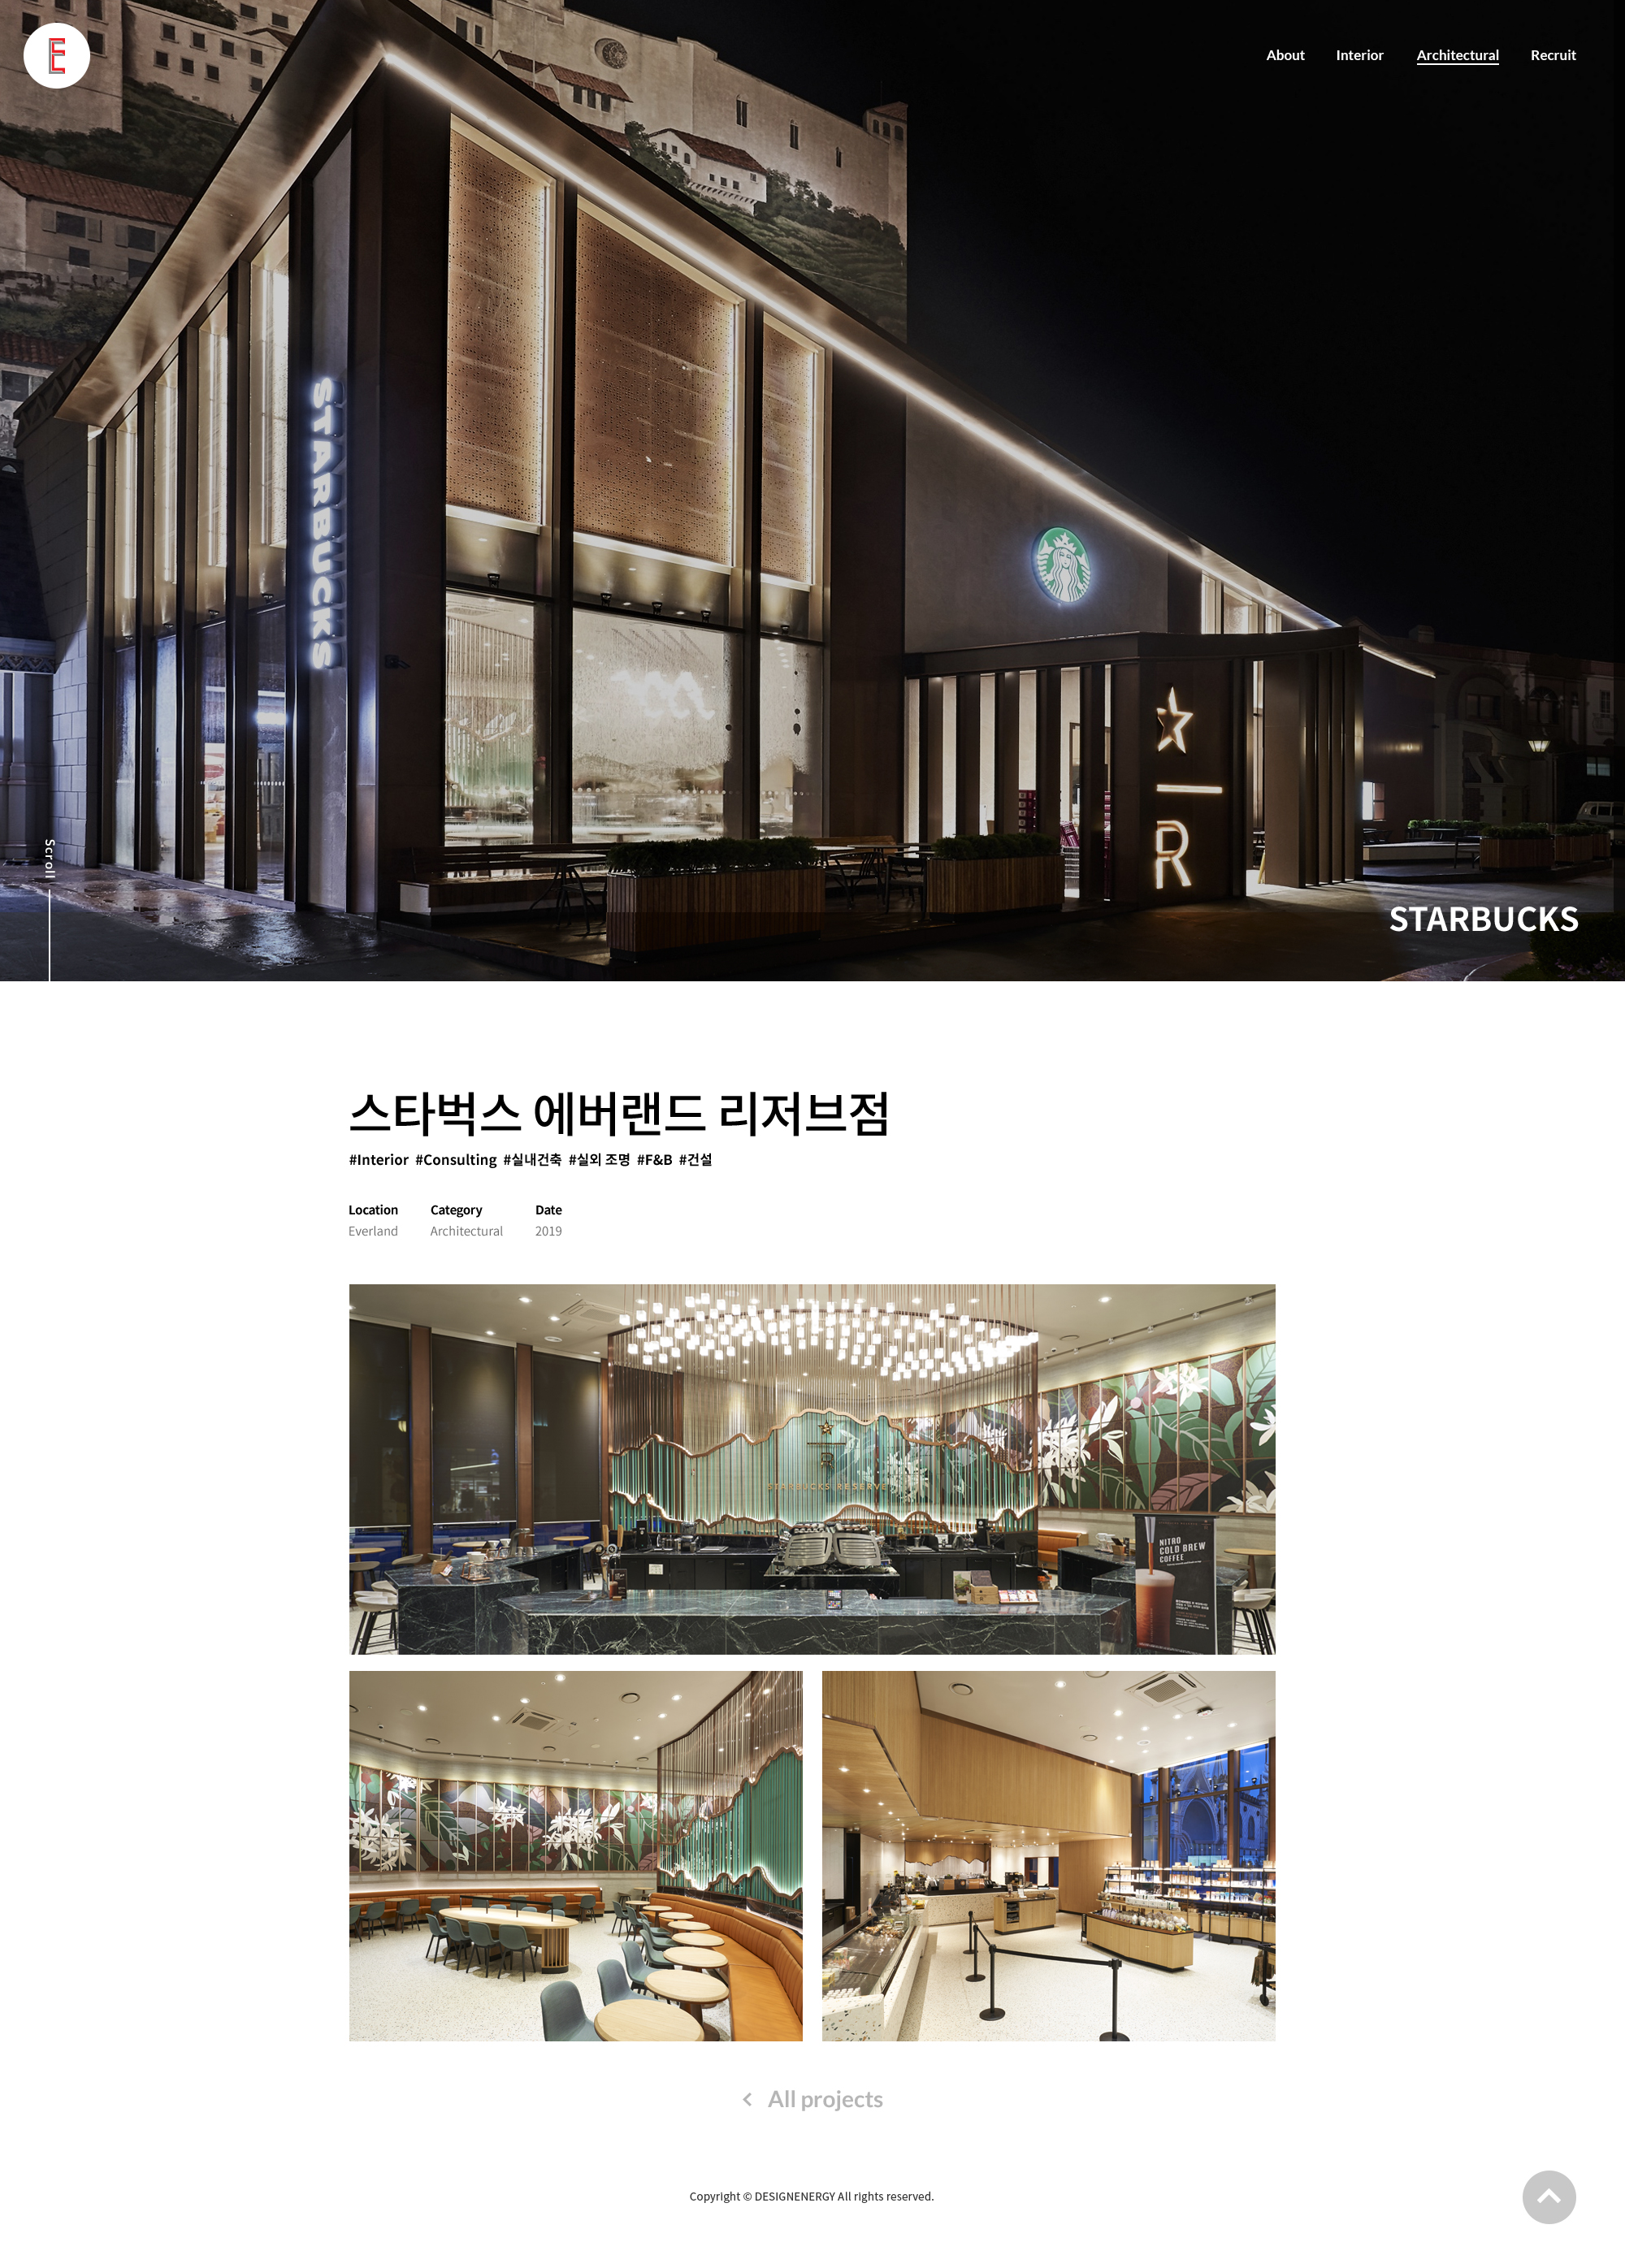 E
About Interior Architectural Recruit
STARBUCKS
R
Scroll
STARBUCKS
스타벅스 에버랜드 리저브점
#Interior #Consulting #실내건축 #실외 조명 #F&B #건설
Location Category Date
Everland Architectural 2019
R
STARBUCKS RESERVE
NITRO
COLD BREW
COFFEE
All projects
Copyright © DESIGNENERGY All rights reserved.